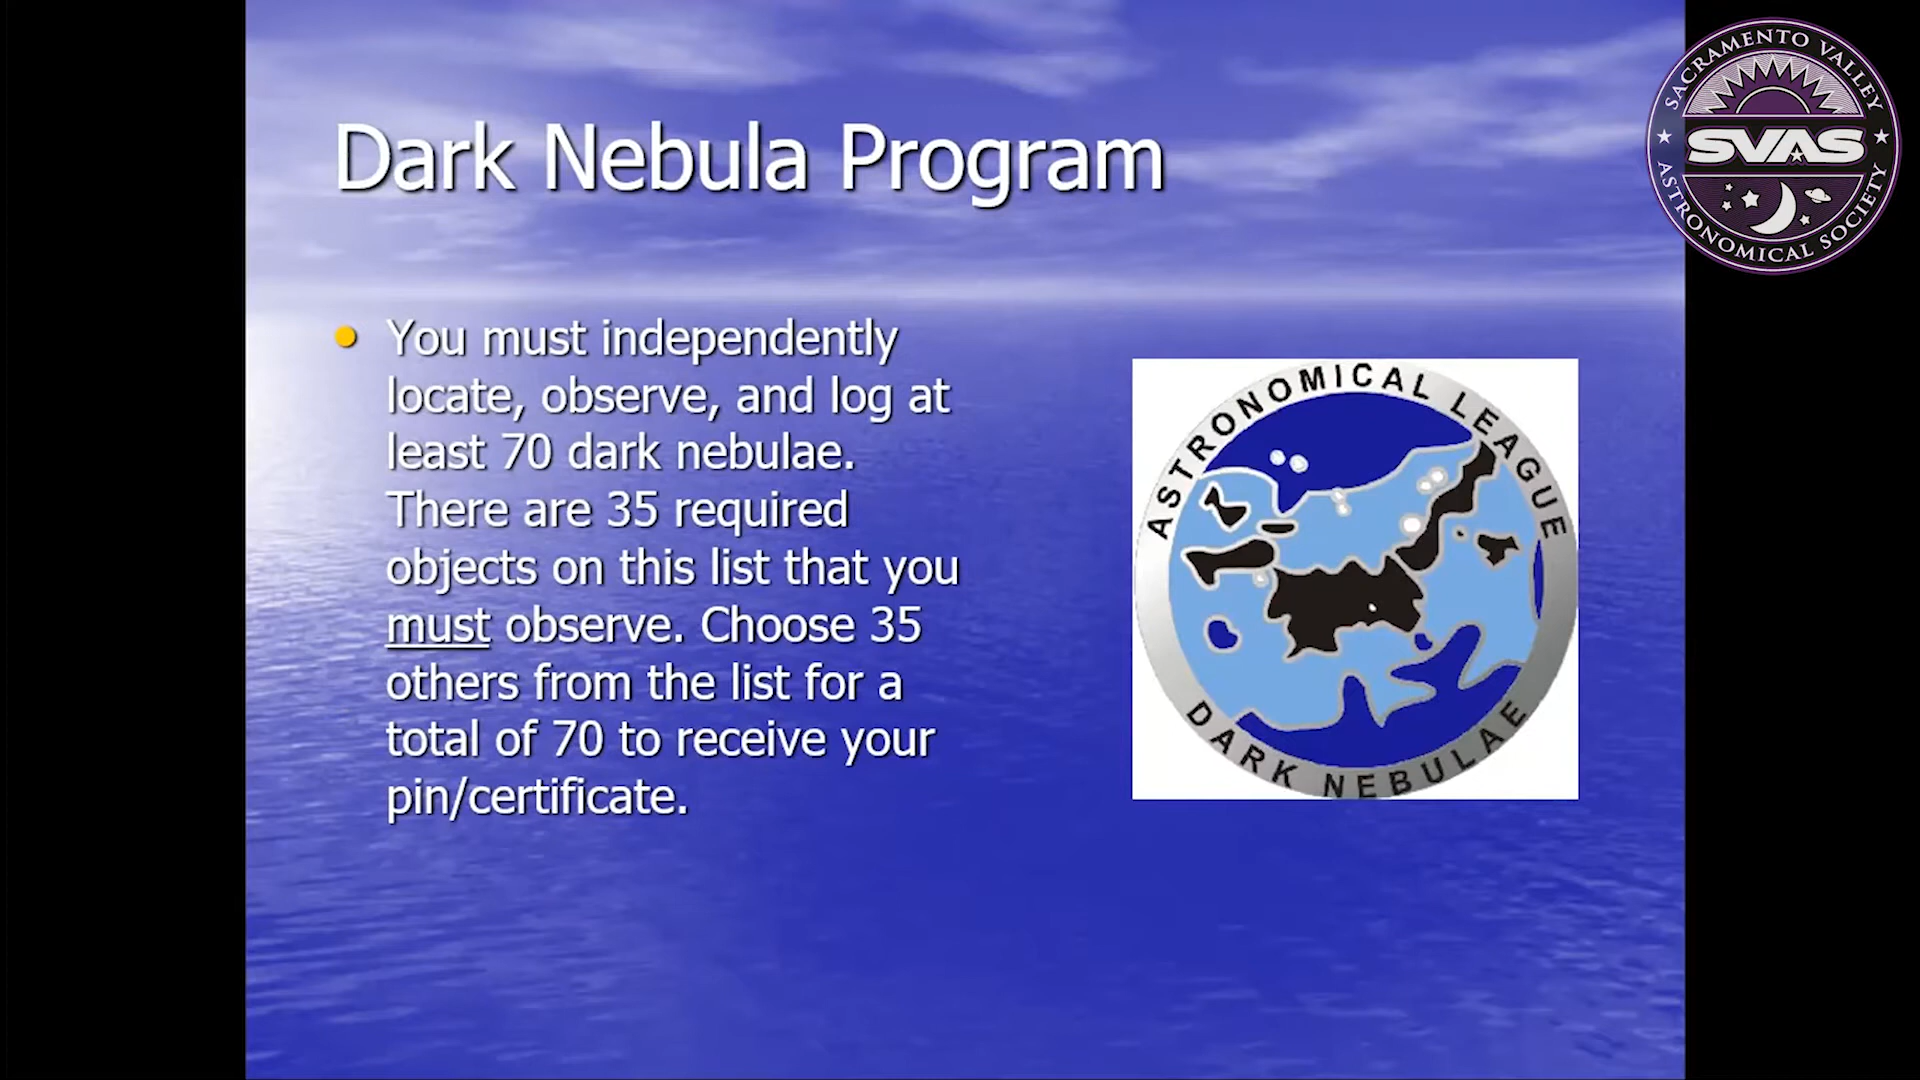 Dark Nebula Program
SACRAMENTO VALLEY
SVAS
ASTRONOMICAL SOCIETY
You must independently
locate, observe, and log at
least 70 dark nebulae.
There are 35 required
objects on this list that you
must observe. Choose 35
others from the list for a
total of 70 to receive your
pin/certificate.
ASTRONOMICAL LEAGUE
DARK NEBULAE